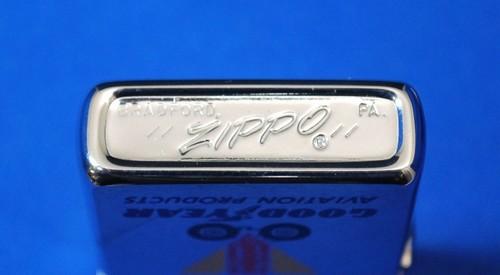 BRADFORD, PA.
ZIPPO ®
AVIATION PRODUCTS
GOODYEAR